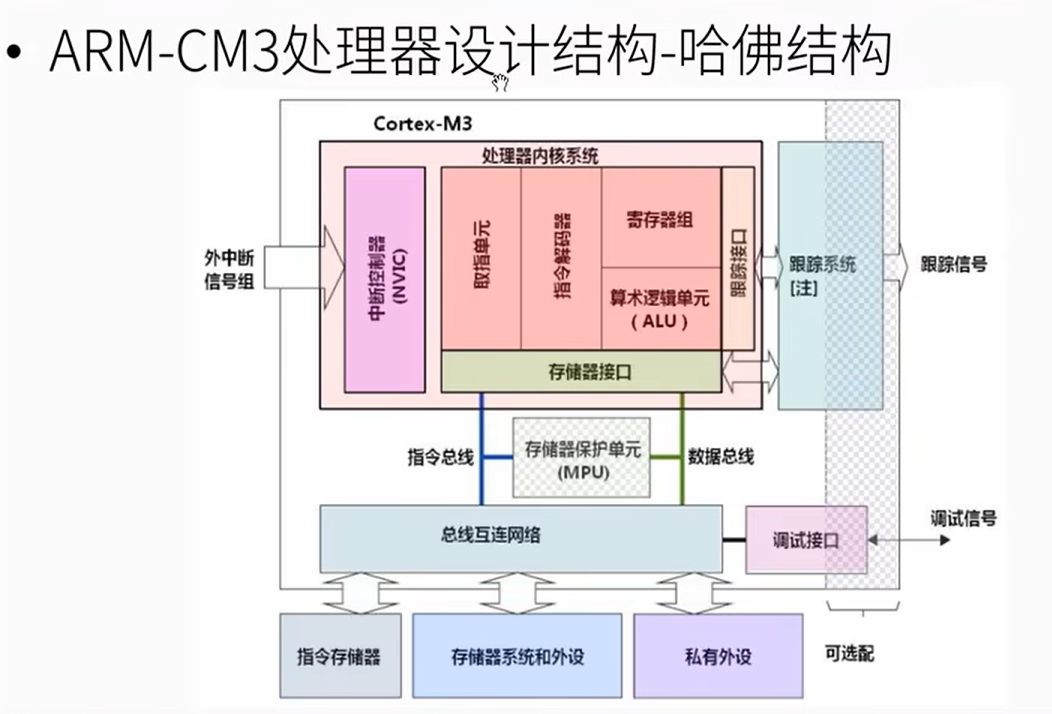 • ARM-CM3处理器设计结构-哈佛结构
Cortex-M3
处理器内核系统
外中断
信号组
中断控制器
(NVIC)
取指单元
指令解码器
寄存器组
算术逻辑单元
（ALU）
跟踪接口
跟踪系统
[注]
跟踪信号
存储器接口
指令总线
存储器保护单元
(MPU)
数据总线
总线互连网络
调试接口
调试信号
指令存储器
存储器系统和外设
私有外设
可选配